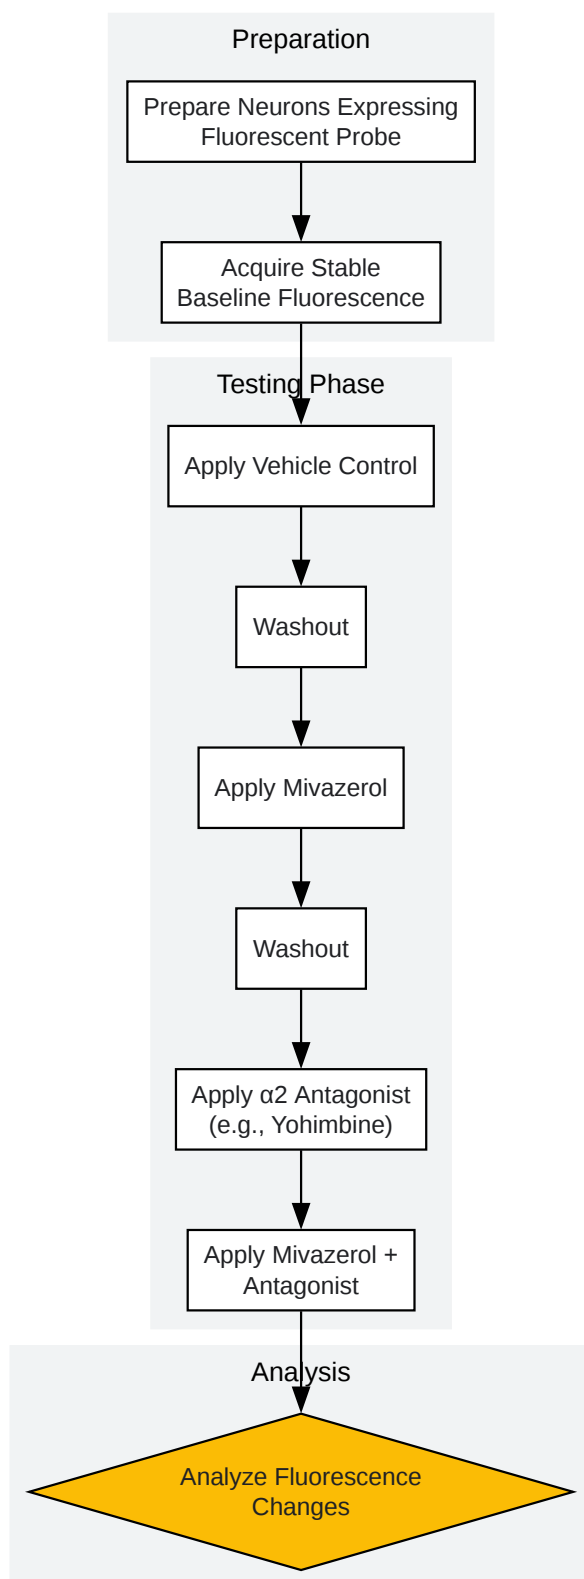 Preparation
Prepare Neurons Expressing
Fluorescent Probe
Acquire Stable
Baseline Fluorescence
Testing Phase
Apply Vehicle Control
Washout
Apply Mivazerol
Washout
Apply α2 Antagonist
(e.g., Yohimbine)
Apply Mivazerol +
Antagonist
Analysis
Analyze Fluorescence
Changes